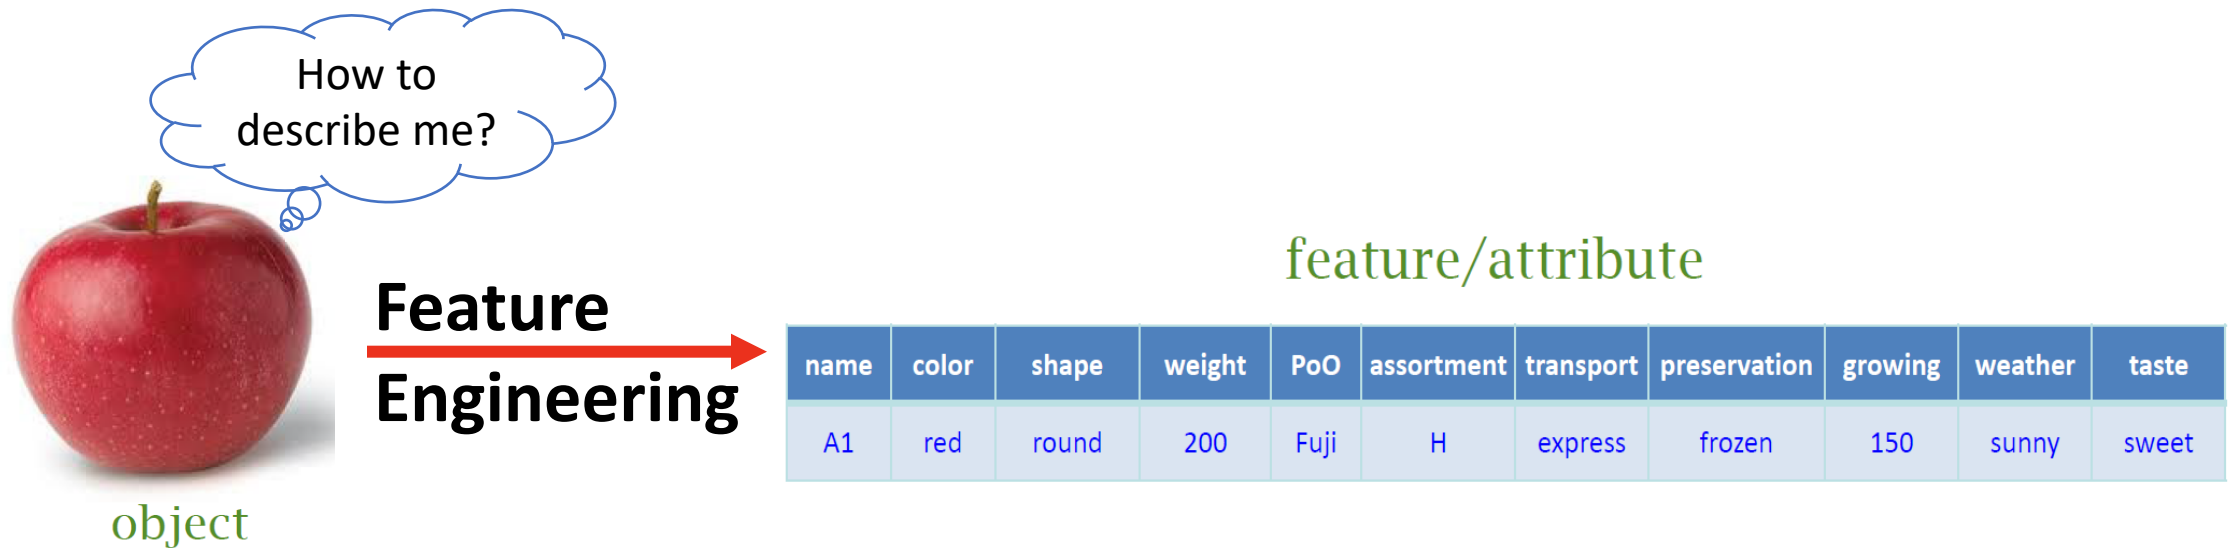 How to
describe me?
object
Feature
Engineering
feature/attribute
name color shape weight PoO assortment transport preservation growing weather taste
A1 red round 200 Fuji H express frozen 150 sunny sweet